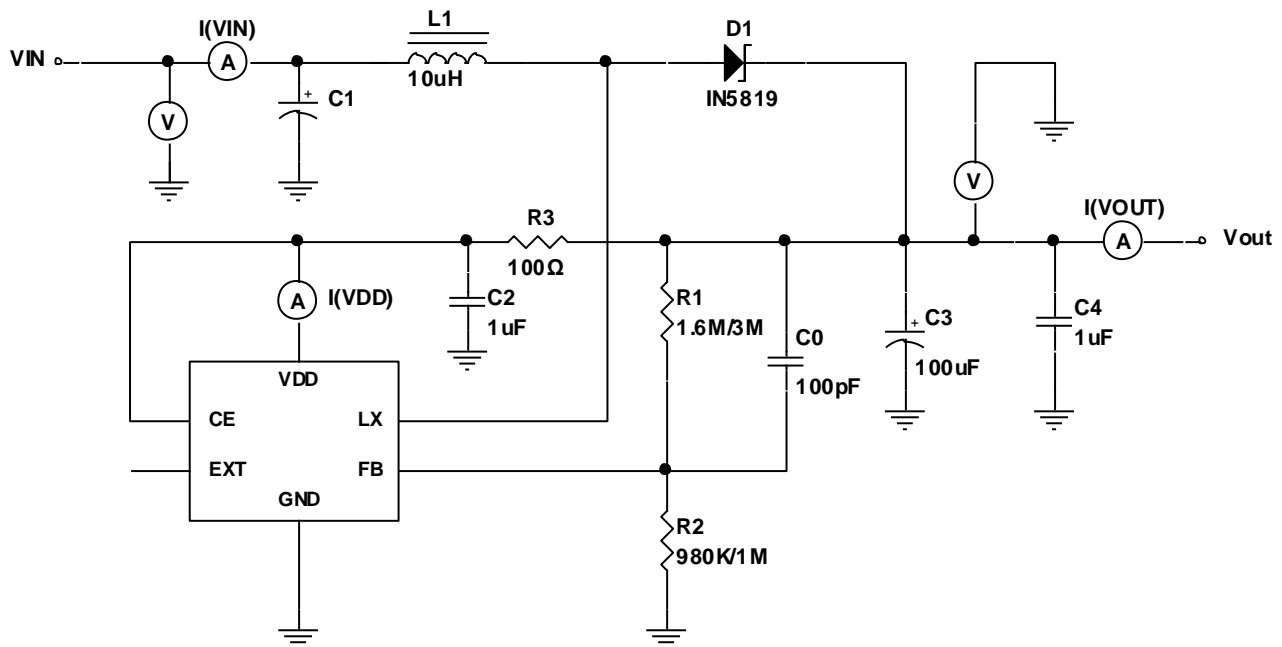 I(VIN)
L1
D1
VIN
A
10uH
IN5819
C1
+
V
V
I(VOUT)
A
Vout
R3
100Ω
A
I(VDD)
C2
1uF
R1
1.6M/3M
C0
100pF
C3
+
100uF
C4
1uF
VDD
CE
LX
EXT
FB
GND
R2
980K/1M